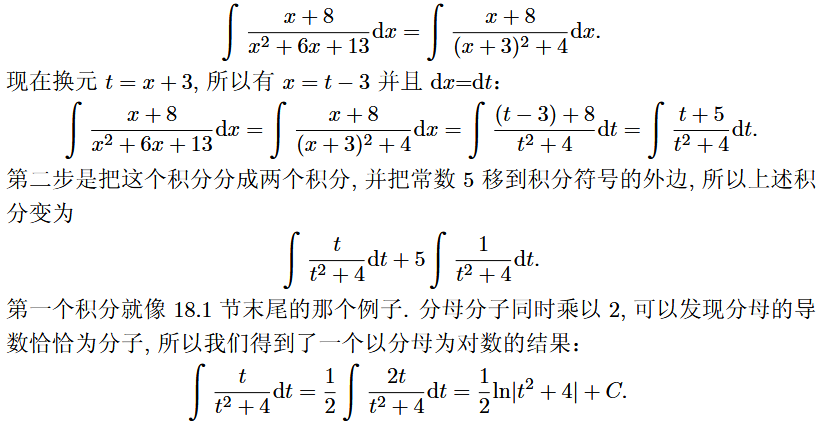 ∫ (x + 8)/(x² + 6x + 13) dx = ∫ (x + 8)/((x + 3)² + 4) dx.
现在换元 t = x + 3, 所以有 x = t − 3 并且 dx=dt:
∫ (x + 8)/(x² + 6x + 13) dx = ∫ (x + 8)/((x + 3)² + 4) dx = ∫ ((t − 3) + 8)/(t² + 4) dt = ∫ (t + 5)/(t² + 4) dt.
第二步是把这个积分分成两个积分, 并把常数 5 移到积分符号的外边, 所以上述积
分变为
∫ t/(t² + 4) dt + 5 ∫ 1/(t² + 4) dt.
第一个积分就像 18.1 节末尾的那个例子. 分母分子同时乘以 2, 可以发现分母的导
数恰恰为分子, 所以我们得到了一个以分母为对数的结果:
∫ t/(t² + 4) dt = 1/2 ∫ 2t/(t² + 4) dt = 1/2 ln|t² + 4| + C.